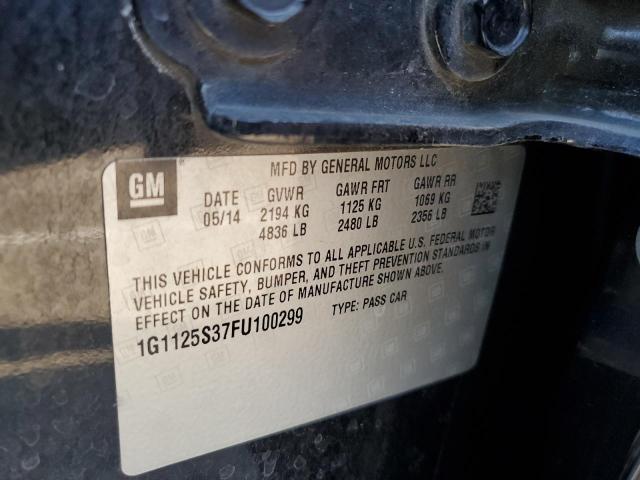 GM
MFD BY GENERAL MOTORS LLC
DATE GVWR GAWR FRT GAWR RR
05/14 2194 KG 1125 KG 1069 KG
4836 LB 2480 LB 2356 LB
THIS VEHICLE CONFORMS TO ALL APPLICABLE U.S. FEDERAL MOTOR
VEHICLE SAFETY, BUMPER, AND THEFT PREVENTION STANDARDS IN
EFFECT ON THE DATE OF MANUFACTURE SHOWN ABOVE.
1G1125S37FU100299 TYPE: PASS CAR